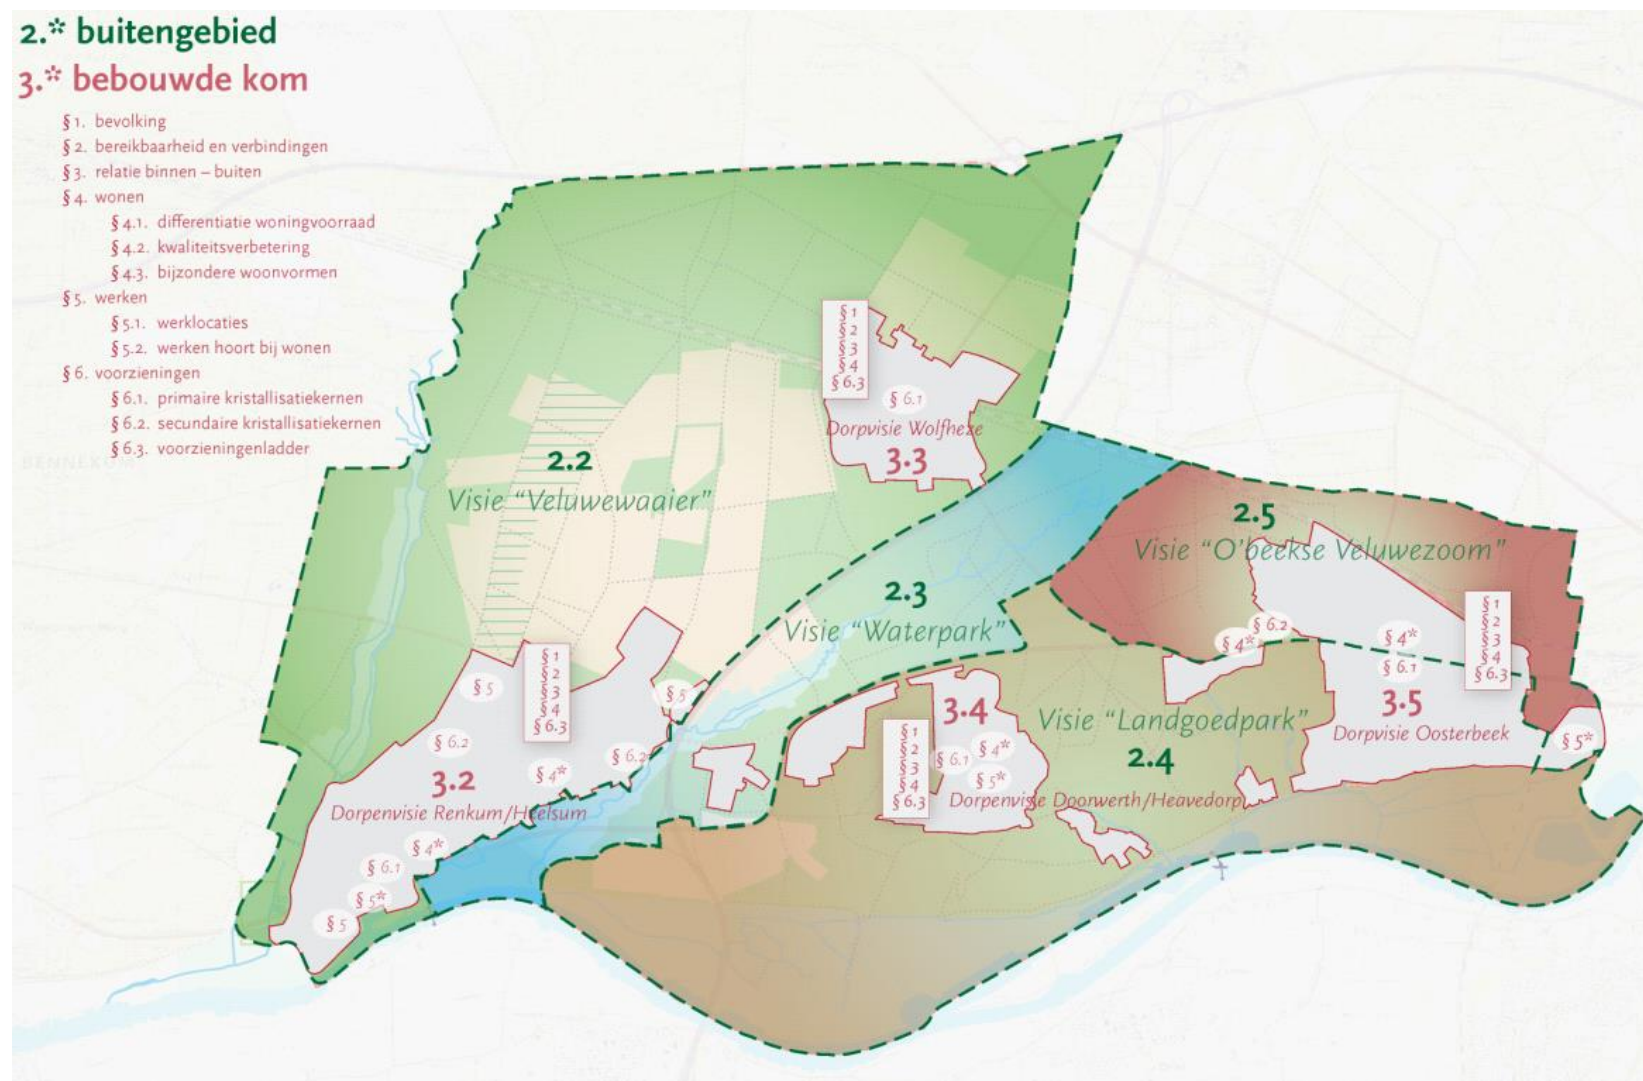 2.* buitengebied
3.* bebouwde kom
§ 1. bevolking
§ 2. bereikbaarheid en verbindingen
§ 3. relatie binnen – buiten
§ 4. wonen
§ 4.1. differentiatie woningvoorraad
§ 4.2. kwaliteitsverbetering
§ 4.3. bijzondere woonvormen
§ 5. werken
§ 5.1. werklocaties
§ 5.2. werken hoort bij wonen
§ 6. voorzieningen
§ 6.1. primaire kristallisatiekernen
§ 6.2. secundaire kristallisatiekernen
§ 6.3. voorzieningenladder
BENNEKOM
§ 1
§ 2
§ 3
§ 4
§ 6.3
§ 6.1
Dorpvisie Wolfheze
3.3
2.2
Visie “Veluwewaaier”
2.5
Visie “O’beekse Veluwezoom”
2.3
Visie “Waterpark”
§ 1
§ 2
§ 3
§ 4
§ 6.3
§ 4*
§ 6.2
§ 4*
§ 6.1
3.5
Dorpvisie Oosterbeek
§ 5*
§ 1
§ 2
§ 3
§ 4
§ 6.3
§ 5
§ 5
§ 6.2
§ 6.2
§ 4*
3.2
Dorpenvisie Renkum/Heelsum
§ 4*
§ 6.1
§ 5*
§ 5
3.4
§ 1
§ 2
§ 3
§ 4
§ 6.3
§ 6.1
§ 4*
§ 5*
Dorpenvisie Doorwerth/Heavedorp
Visie “Landgoedpark”
2.4